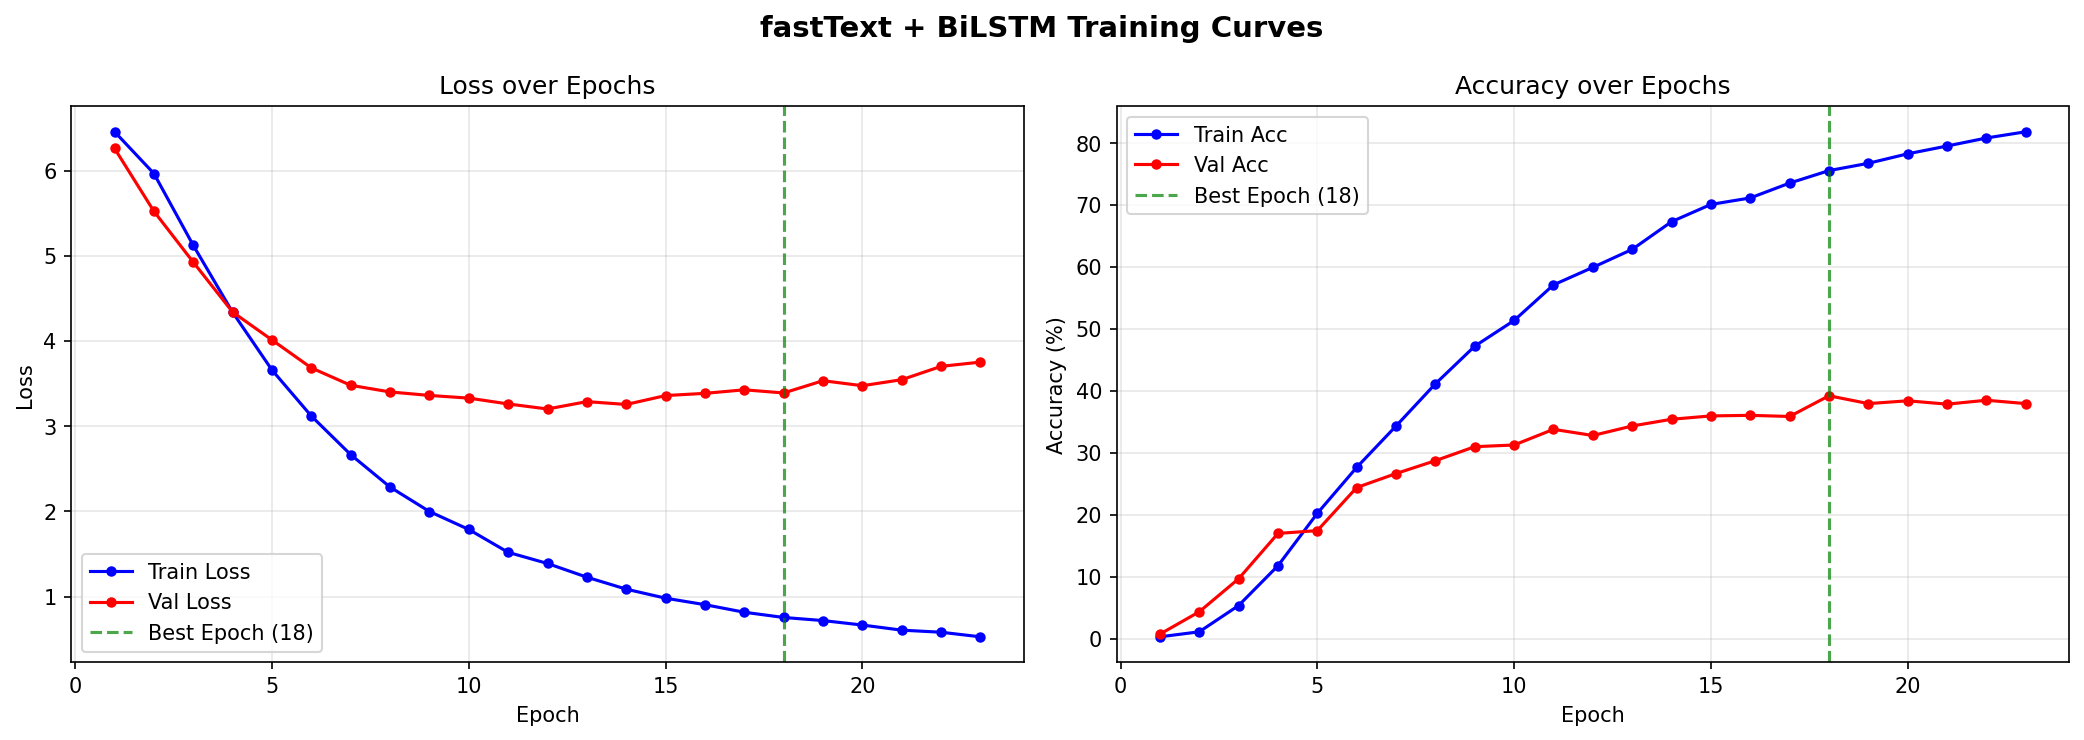 fastText + BiLSTM Training Curves
Loss over Epochs
6
5
4
3
2
1
Loss
Train Loss
Val Loss
Best Epoch (18)
0 5 10 15 20
Epoch
Accuracy over Epochs
80
70
60
50
40
30
20
10
0
Accuracy (%)
Train Acc
Val Acc
Best Epoch (18)
0 5 10 15 20
Epoch